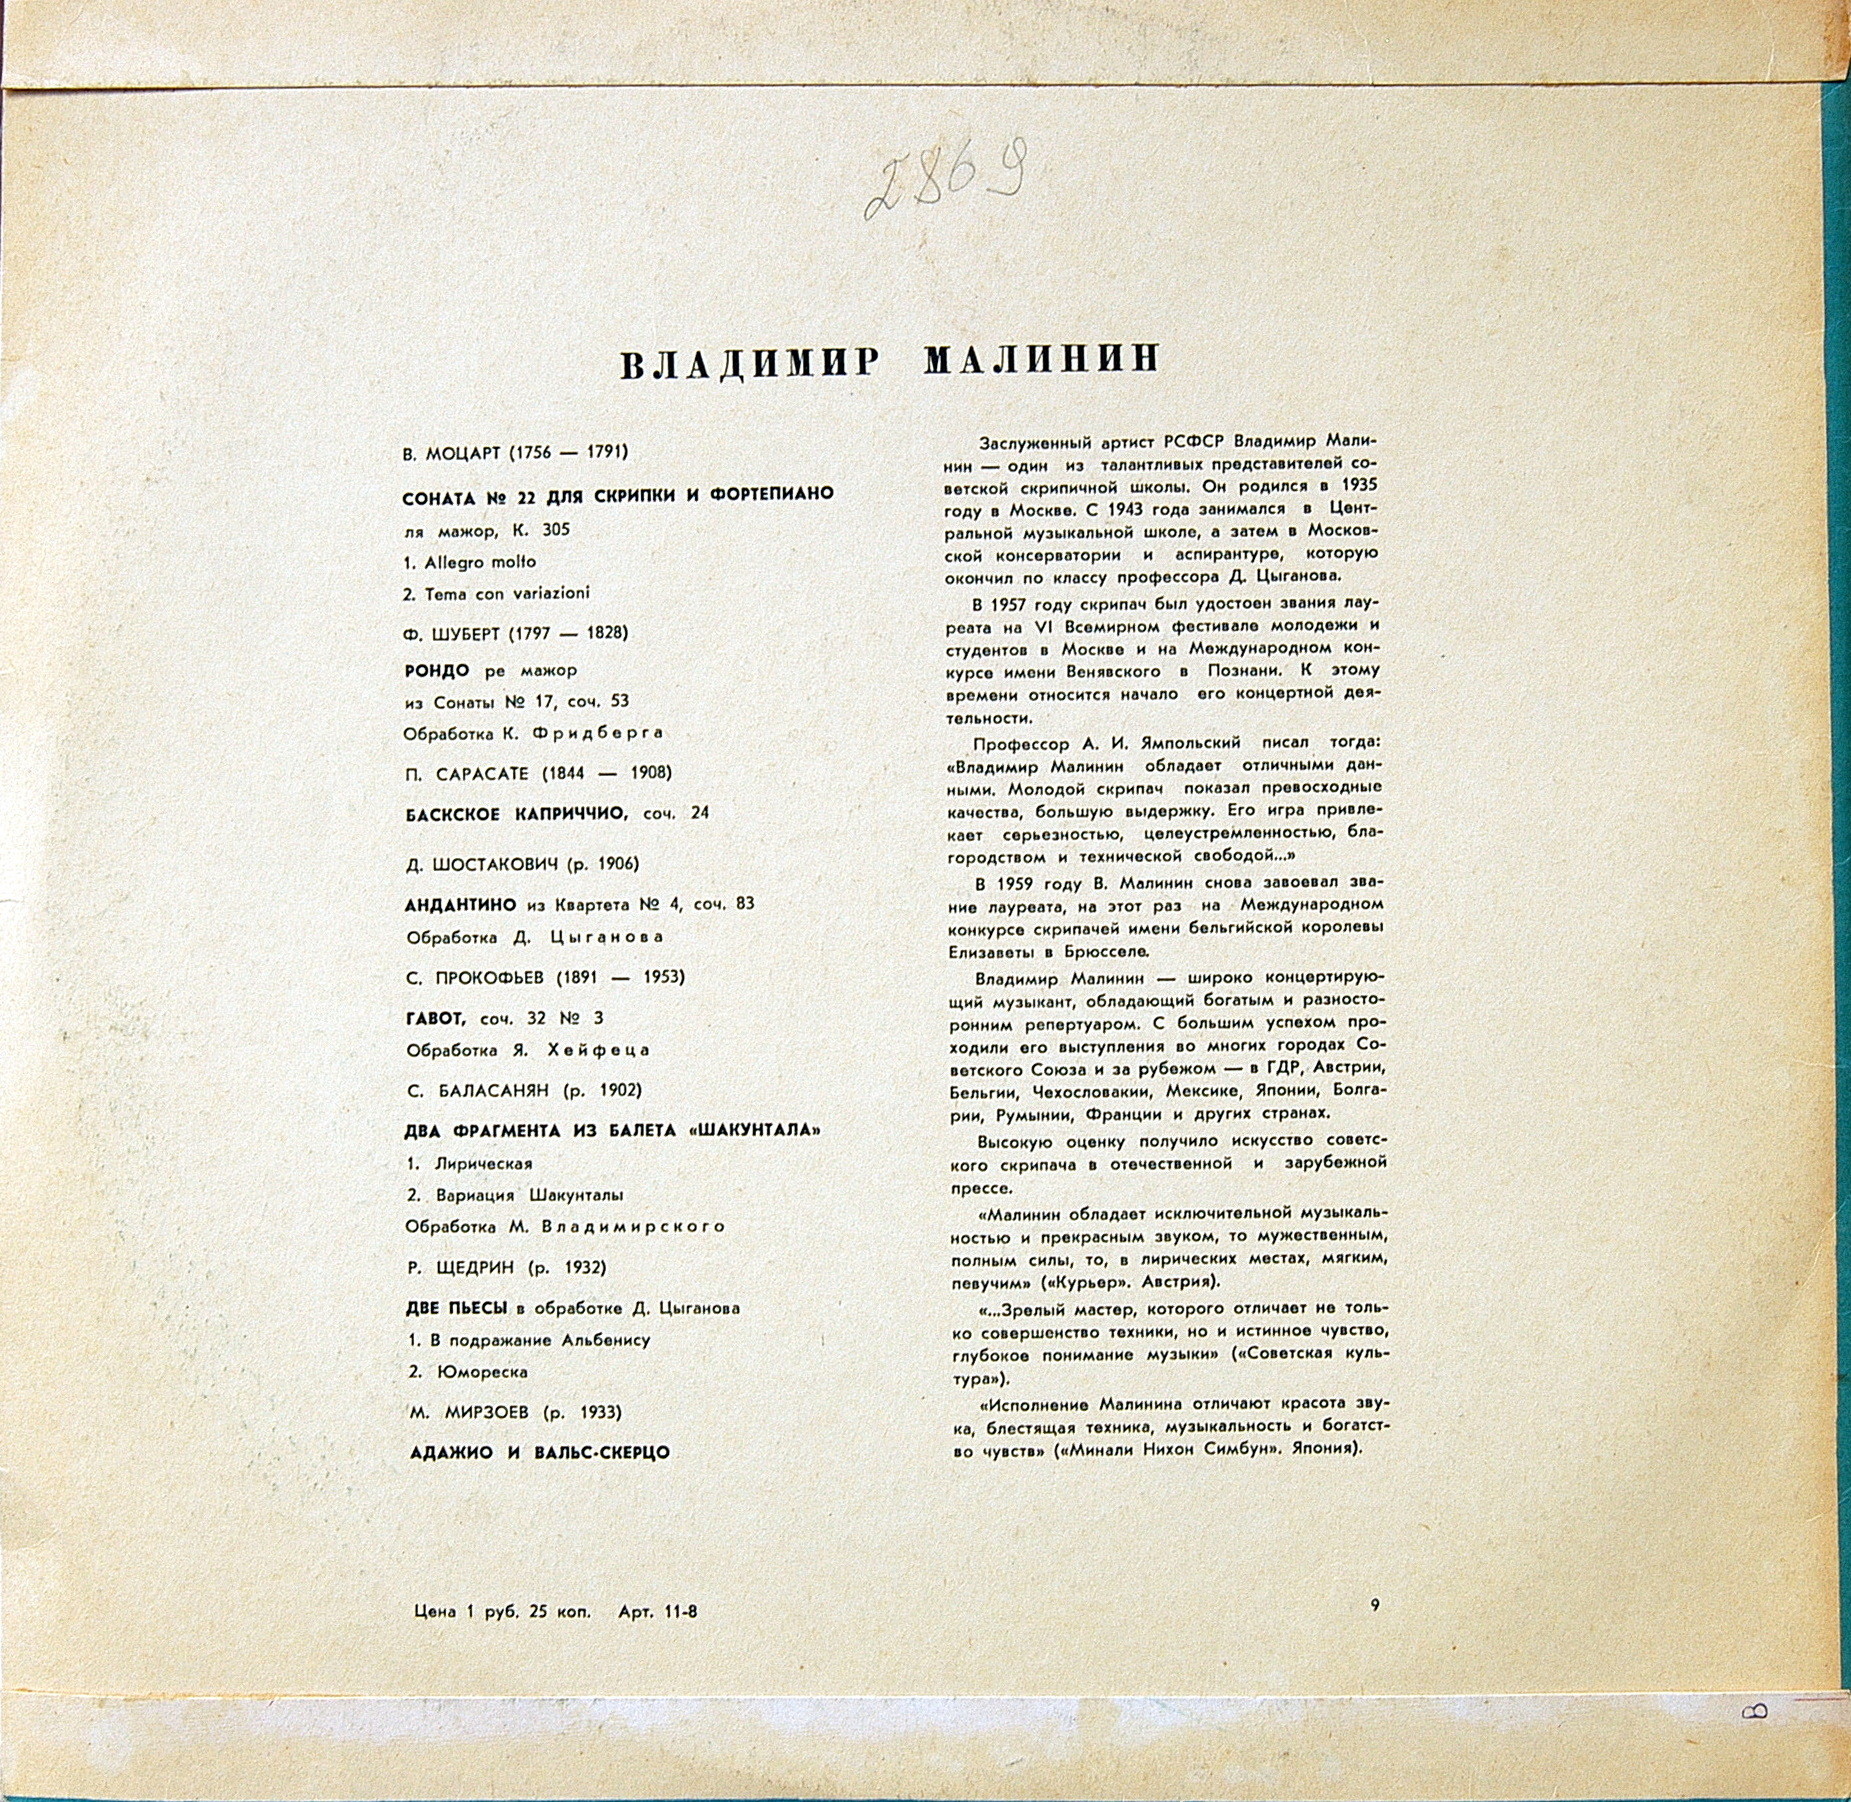 2869
ВЛАДИМИР МАЛИНИН
В. МОЦАРТ (1756 — 1791)
СОНАТА № 22 ДЛЯ СКРИПКИ И ФОРТЕПИАНО
ля мажор, К. 305
1. Allegro molto
2. Tema con variazioni
Ф. ШУБЕРТ (1797 — 1828)
РОНДО ре мажор
из Сонаты № 17, соч. 53
Обработка К. Фридберга
П. САРАСАТЕ (1844 — 1908)
БАСКСКОЕ КАПРИЧЧИО, соч. 24
Д. ШОСТАКОВИЧ (р. 1906)
АНДАНТИНО из Квартета № 4, соч. 83
Обработка Д. Цыганова
С. ПРОКОФЬЕВ (1891 — 1953)
ГАВОТ, соч. 32 № 3
Обработка Я. Хейфеца
С. БАЛАСАНЯН (р. 1902)
ДВА ФРАГМЕНТА ИЗ БАЛЕТА «ШАКУНТАЛА»
1. Лирическая
2. Вариация Шакунталы
Обработка М. Владимирского
Р. ЩЕДРИН (р. 1932)
ДВЕ ПЬЕСЫ в обработке Д. Цыганова
1. В подражание Альбенису
2. Юмореска
М. МИРЗОЕВ (р. 1933)
АДАЖИО И ВАЛЬС-СКЕРЦО
Заслуженный артист РСФСР Владимир Мали-
нин — один из талантливых представителей со-
ветской скрипичной школы. Он родился в 1935
году в Москве. С 1943 года занимался в Цент-
ральной музыкальной школе, а затем в Москов-
ской консерватории и аспирантуре, которую
окончил по классу профессора Д. Цыганова.
В 1957 году скрипач был удостоен звания лау-
реата на VI Всемирном фестивале молодежи и
студентов в Москве и на Международном кон-
курсе имени Венявского в Познани. К этому
времени относится начало его концертной дея-
тельности.
Профессор А. И. Ямпольский писал тогда:
«Владимир Малинин обладает отличными дан-
ными. Молодой скрипач показал превосходные
качества, большую выдержку. Его игра привле-
кает серьезностью, целеустремленностью, бла-
городством и технической свободой...»
В 1959 году В. Малинин снова завоевал зва-
ние лауреата, на этот раз на Международном
конкурсе скрипачей имени бельгийской королевы
Елизаветы в Брюсселе.
Владимир Малинин — широко концертирую-
щий музыкант, обладающий богатым и разносто-
ронним репертуаром. С большим успехом про-
ходили его выступления во многих городах Со-
ветского Союза и за рубежом — в ГДР, Австрии,
Бельгии, Чехословакии, Мексике, Японии, Болга-
рии, Румынии, Франции и других странах.
Высокую оценку получило искусство советс-
кого скрипача в отечественной и зарубежной
прессе.
«Малинин обладает исключительной музыкаль-
ностью и прекрасным звуком, то мужественным,
полным силы, то, в лирических местах, мягким,
певучим» («Курьер». Австрия).
«...Зрелый мастер, которого отличает не толь-
ко совершенство техники, но и истинное чувство,
глубокое понимание музыки» («Советская куль-
тура»).
«Исполнение Малинина отличают красота зву-
ка, блестящая техника, музыкальность и богатст-
во чувств» («Минали Нихон Симбун». Япония).
Цена 1 руб. 25 коп. Арт. 11-8
9
В